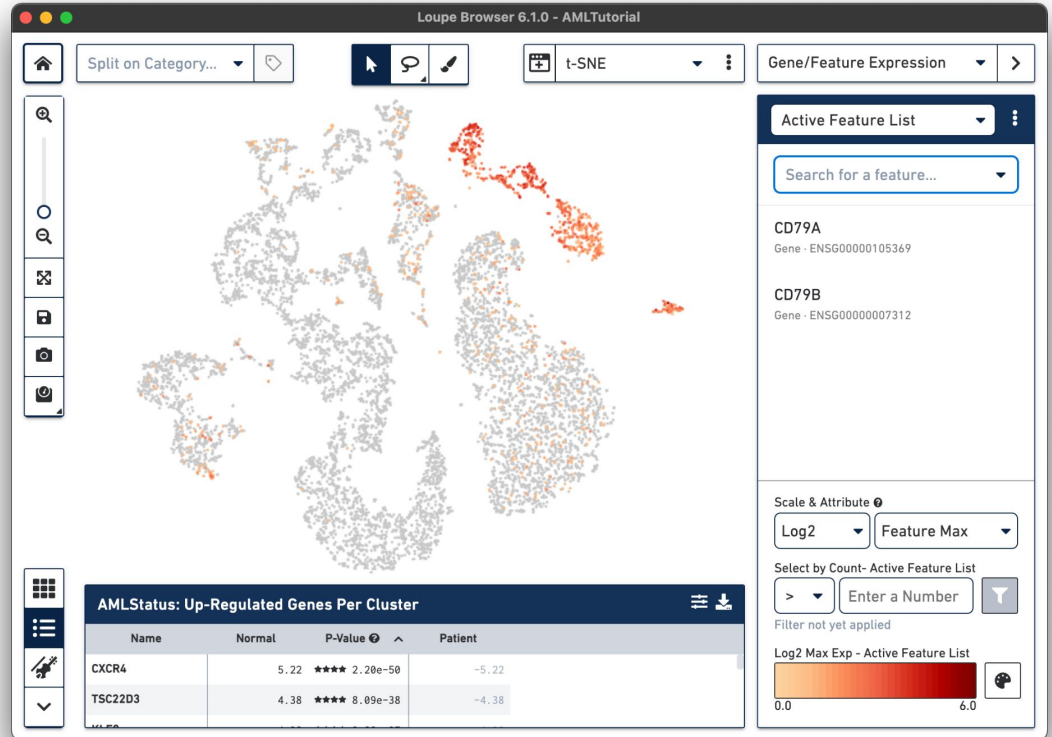 Loupe Browser 6.1.0 - AMLTutorial
Split on Category...
t-SNE
Gene/Feature Expression
Active Feature List
Search for a feature...
CD79A
Gene · ENSG00000105369
CD79B
Gene · ENSG00000007312
Scale & Attribute
Log2
Feature Max
Select by Count- Active Feature List
>
Enter a Number
Filter not yet applied
Log2 Max Exp - Active Feature List
0.0 6.0
AMLStatus: Up-Regulated Genes Per Cluster
Name Normal P-Value Patient
CXCR4 5.22 ★★★★ 2.20e-50 -5.22
TSC22D3 4.38 ★★★★ 8.09e-38 -4.38